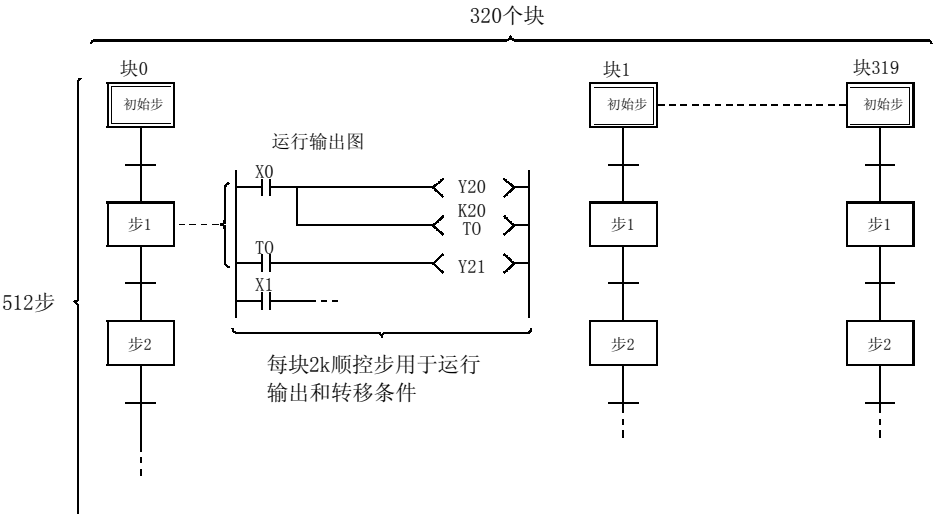 320个块
块0
块1
块319
初始步
初始步
初始步
运行输出图
X0
Y20
步1
K20
T0
步1
步1
T0
Y21
X1
512步
步2
步2
步2
每块2k顺控步用于运行
输出和转移条件